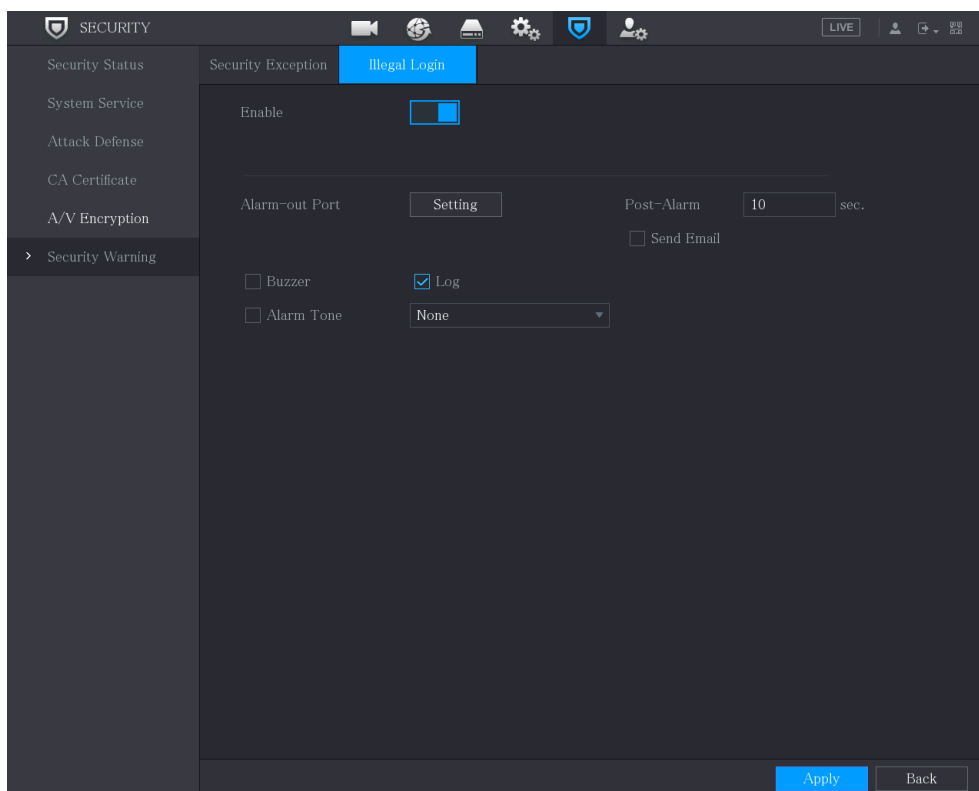 SECURITY
LIVE
Security Status
System Service
Attack Defense
CA Certificate
A/V Encryption
Security Warning
Security Exception
Illegal Login
Enable
Alarm-out Port
Setting
Post-Alarm
10
sec.
Send Email
Buzzer
Log
Alarm Tone
None
Apply
Back